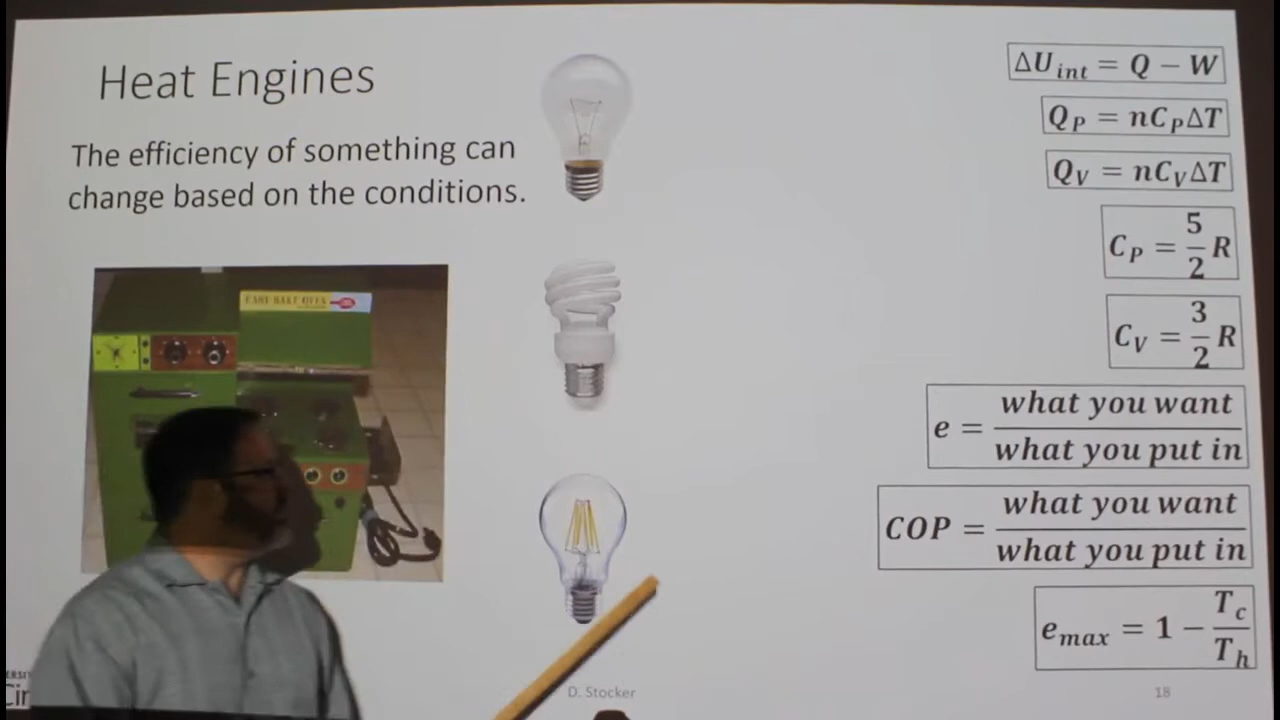 Heat Engines
The efficiency of something can
change based on the conditions.
EASY-BAKE OVEN
ΔU_int = Q − W
Q_P = nC_PΔT
Q_V = nC_VΔT
C_P = 5/2 R
C_V = 3/2 R
e = what you want / what you put in
COP = what you want / what you put in
e_max = 1 − T_c / T_h
D. Stocker
18